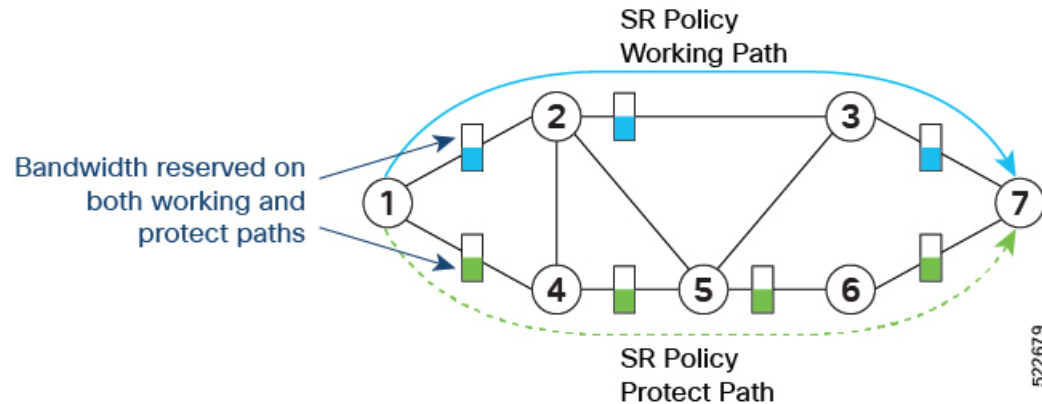 SR Policy
Working Path
2
3
Bandwidth reserved on
both working and
protect paths
1
7
4
5
6
SR Policy
Protect Path
522679